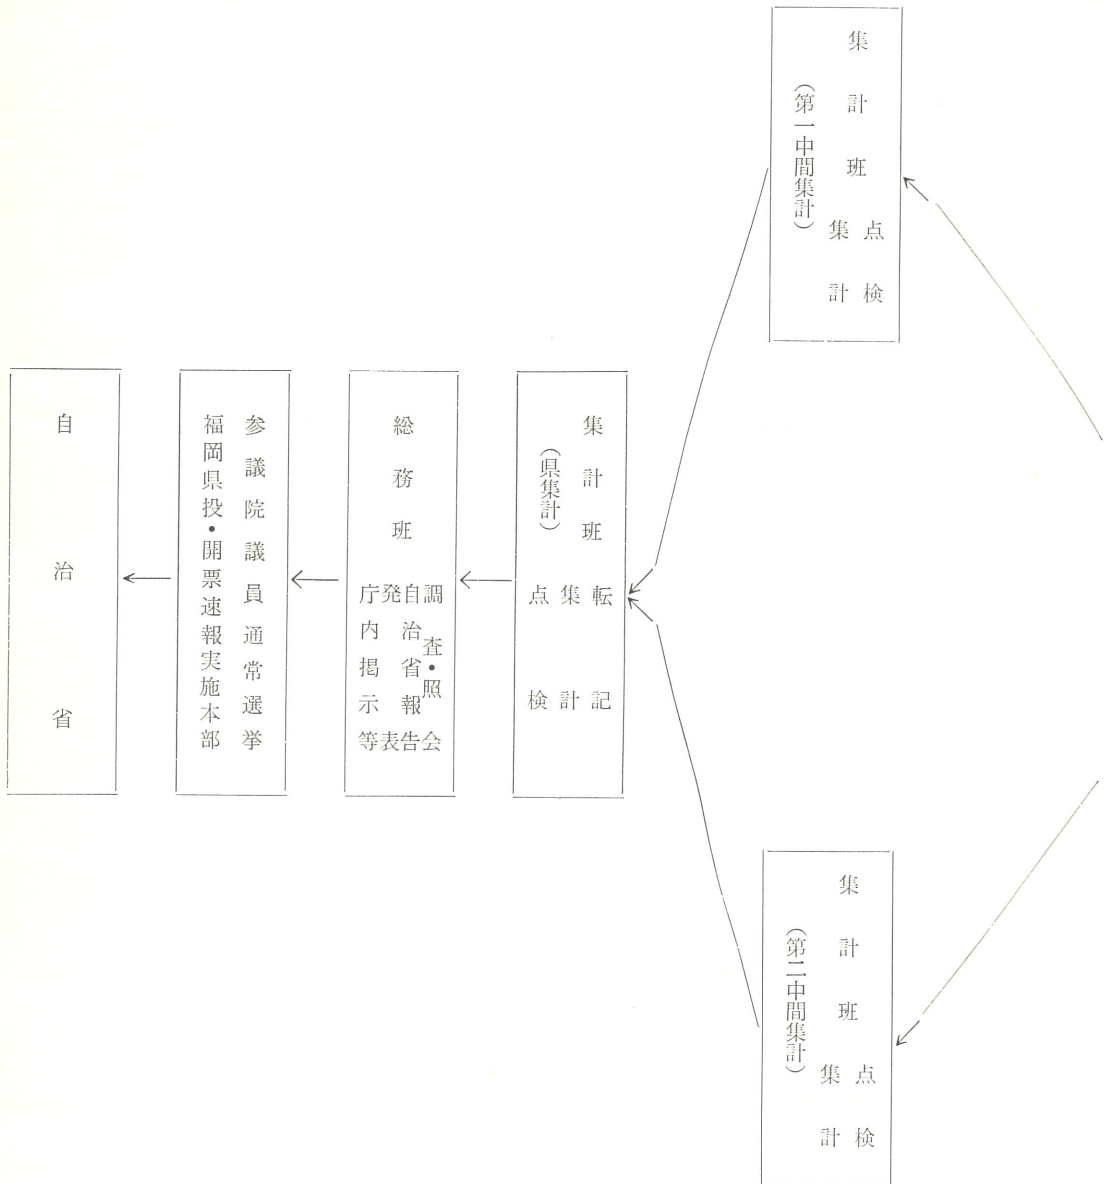 集計班
（第一中間集計）
点検
集計
集計班
（第二中間集計）
点検
集計
集計班
（県集計）
転記
集計
点検
総務班
調査・照会
自治省報告
発表
庁内掲示等
参議院議員通常選挙
福岡県投・開票速報実施本部
自治省